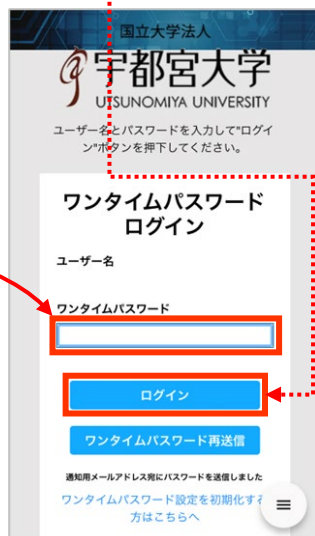 国立大学法人
宇都宮大学
UTSUNOMIYA UNIVERSITY
ユーザー名とパスワードを入力して"ログイ
ン"ボタンを押下してください。
ワンタイムパスワード
ログイン
ユーザー名
ワンタイムパスワード
ログイン
ワンタイムパスワード再送信
通知用メールアドレス宛にパスワードを送信しました
ワンタイムパスワード設定を初期化する
方はこちらへ